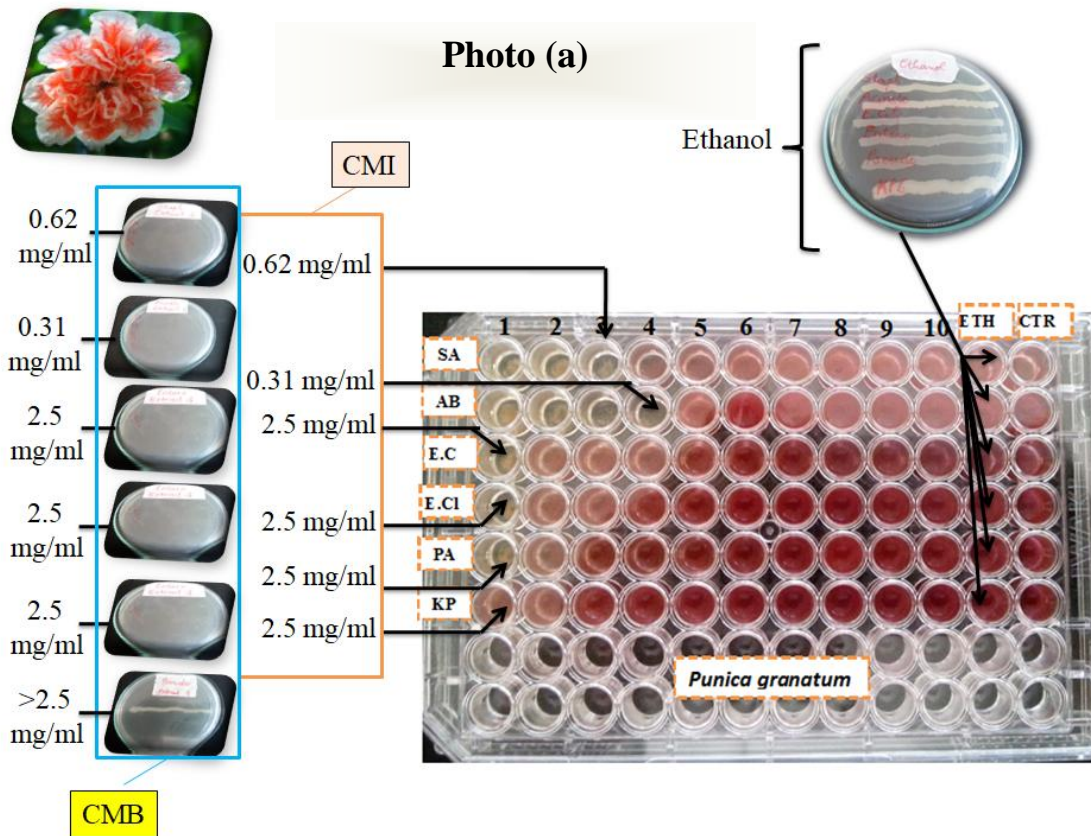 Photo (a)
Ethanol
Ethanol
CMI
0.62
mg/ml
0.31
mg/ml
2.5
mg/ml
2.5
mg/ml
2.5
mg/ml
>2.5
mg/ml
CMB
0.62 mg/ml
0.31 mg/ml
2.5 mg/ml
2.5 mg/ml
2.5 mg/ml
2.5 mg/ml
1 2 3 4 5 6 7 8 9 10 ETH CTR
SA
AB
E.C
E.Cl
PA
KP
Punica granatum